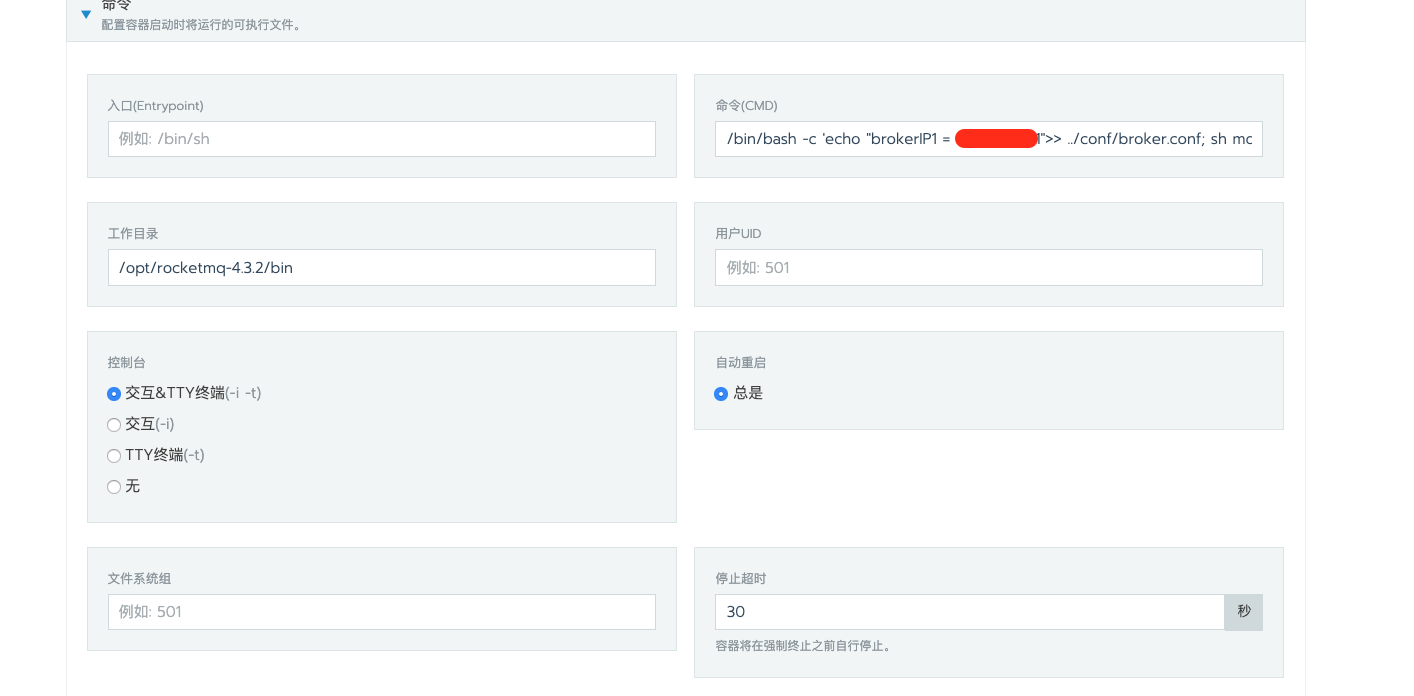 命令
配置容器启动时将运行的可执行文件。
入口(Entrypoint)
例如: /bin/sh
命令(CMD)
/bin/bash -c 'echo "brokerIP1 = 1">> ../conf/broker.conf; sh mc
工作目录
/opt/rocketmq-4.3.2/bin
用户UID
例如: 501
控制台
交互&TTY终端(-i -t)
交互(-i)
TTY终端(-t)
无
自动重启
总是
文件系统组
例如: 501
停止超时
30
秒
容器将在强制终止之前自行停止。